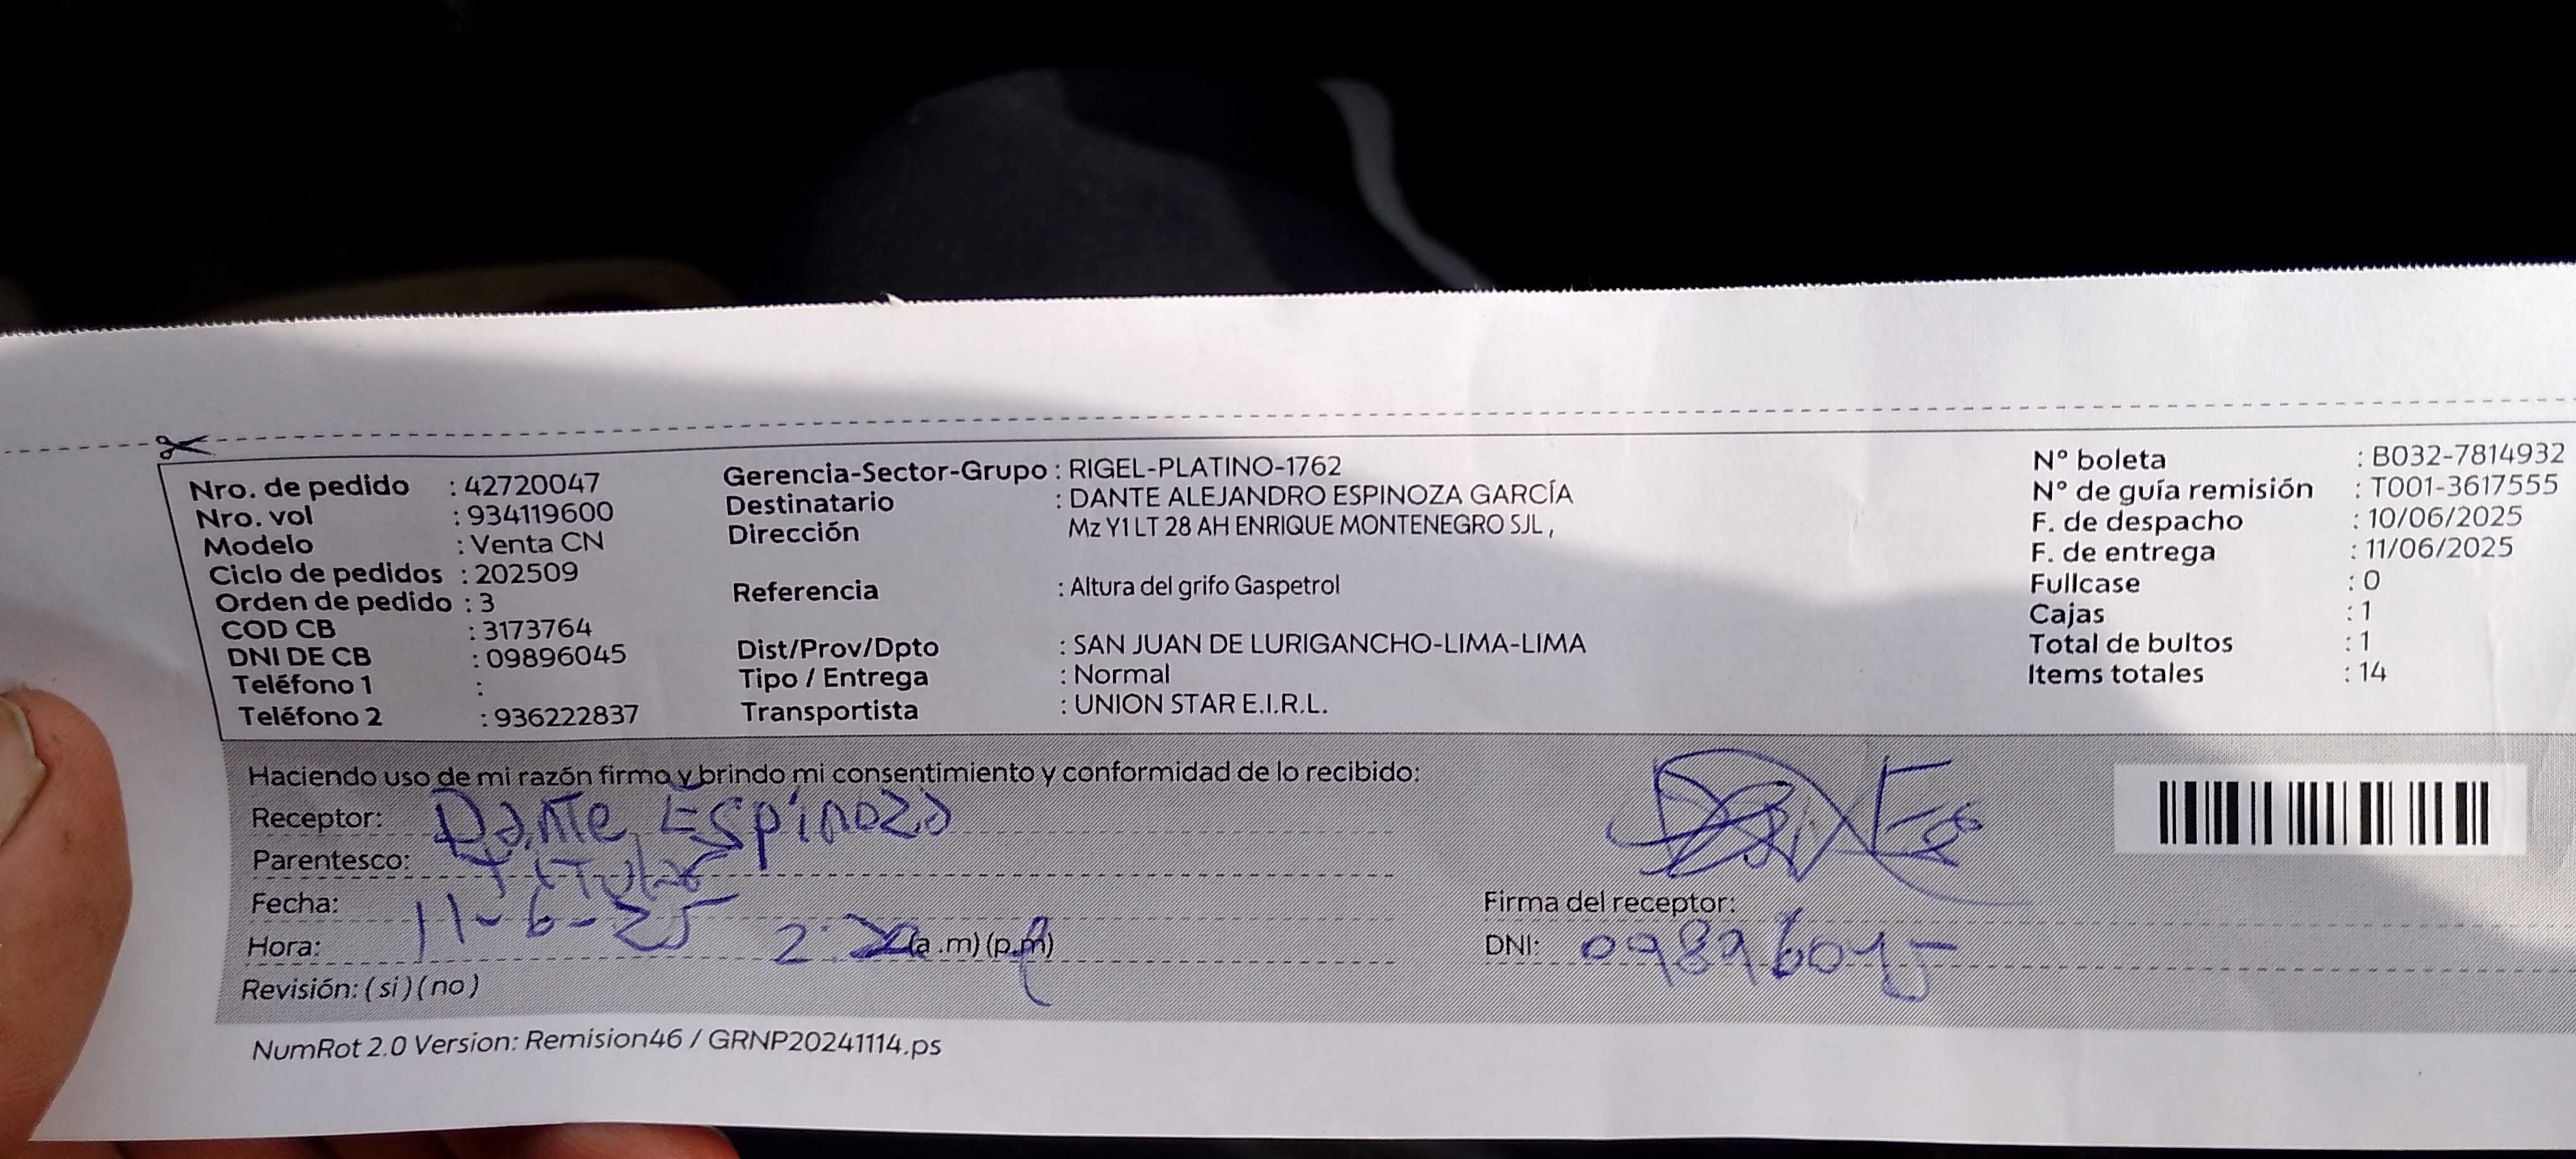 Nro. de pedido : 42720047
Nro. vol : 934119600
Modelo : Venta CN
Ciclo de pedidos : 202509
Orden de pedido : 3
COD CB : 3173764
DNI DE CB : 09896045
Teléfono 1 :
Teléfono 2 : 936222837
Gerencia-Sector-Grupo : RIGEL-PLATINO-1762
Destinatario : DANTE ALEJANDRO ESPINOZA GARCÍA
Dirección Mz Y1 LT 28 AH ENRIQUE MONTENEGRO SJL ,
Referencia : Altura del grifo Gaspetrol
Dist/Prov/Dpto : SAN JUAN DE LURIGANCHO-LIMA-LIMA
Tipo / Entrega : Normal
Transportista : UNION STAR E.I.R.L.
N° boleta : B032-7814932
N° de guía remisión : T001-3617555
F. de despacho : 10/06/2025
F. de entrega : 11/06/2025
Fullcase : 0
Cajas : 1
Total de bultos : 1
Items totales : 14
Haciendo uso de mi razón firmo y brindo mi consentimiento y conformidad de lo recibido:
Receptor: Dante Espinoza
Parentesco: Titular
Fecha: 11-6-25
Hora: 2:20 (a .m) (p.m)
Revisión: ( si ) ( no )
Firma del receptor:
DNI: 09896045
NumRot 2.0 Version: Remision46 / GRNP20241114.ps